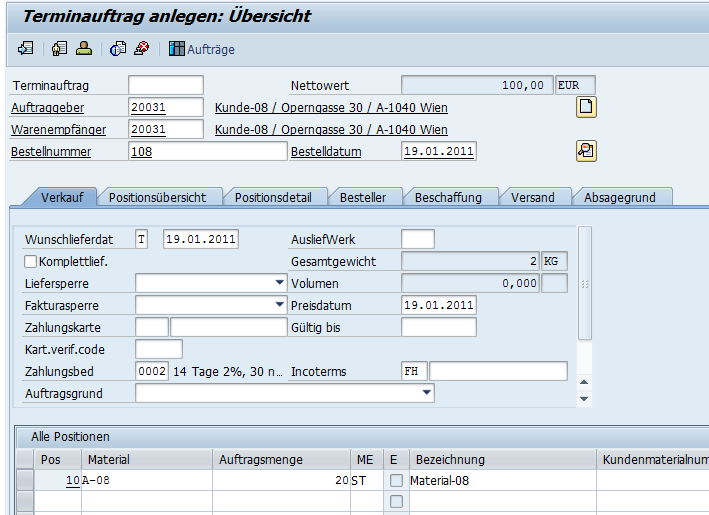 Terminauftrag anlegen: Übersicht
Aufträge
Terminauftrag Nettowert 100,00 EUR
Auftraggeber 20031 Kunde-08 / Operngasse 30 / A-1040 Wien
Warenempfänger 20031 Kunde-08 / Operngasse 30 / A-1040 Wien
Bestellnummer 108 Bestelldatum 19.01.2011
Verkauf Positionsübersicht Positionsdetail Besteller Beschaffung Versand Absagegrund
Wunschlieferdat T 19.01.2011 AusliefWerk
Komplettlief. Gesamtgewicht 2 KG
Liefersperre Volumen 0,000
Fakturasperre Preisdatum 19.01.2011
Zahlungskarte Gültig bis
Kart.verif.code
Zahlungsbed 0002 14 Tage 2%, 30 n... Incoterms FH
Auftragsgrund
Alle Positionen
Pos Material Auftragsmenge ME E Bezeichnung Kundenmaterialnum
10 A-08 20 ST Material-08